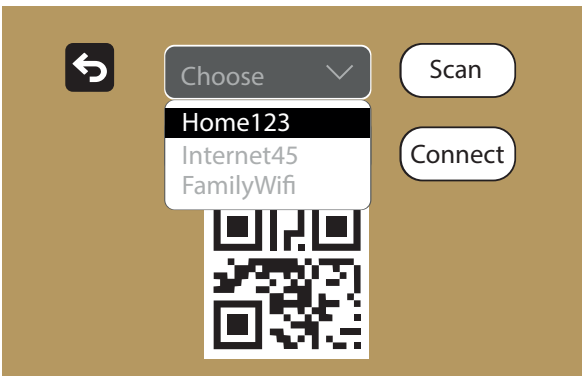 Choose
Scan
Home123
Internet45
FamilyWifi
Connect